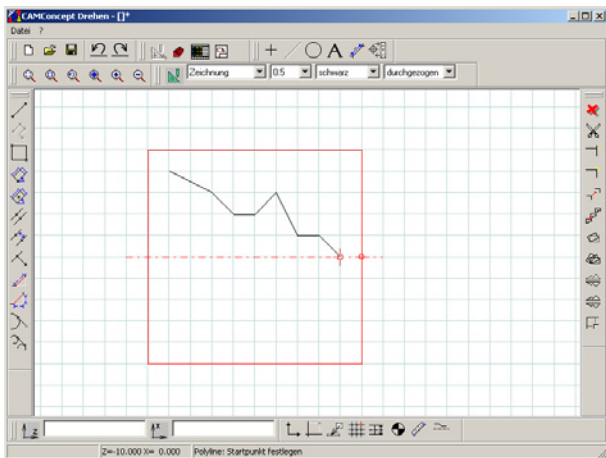 CAMConcept Drehen - []*
Datei ?
A
Zeichnung 0.5 schwarz durchgezogen
z x
Z=-10.000 X= 0.000 Polyline: Startpunkt festlegen